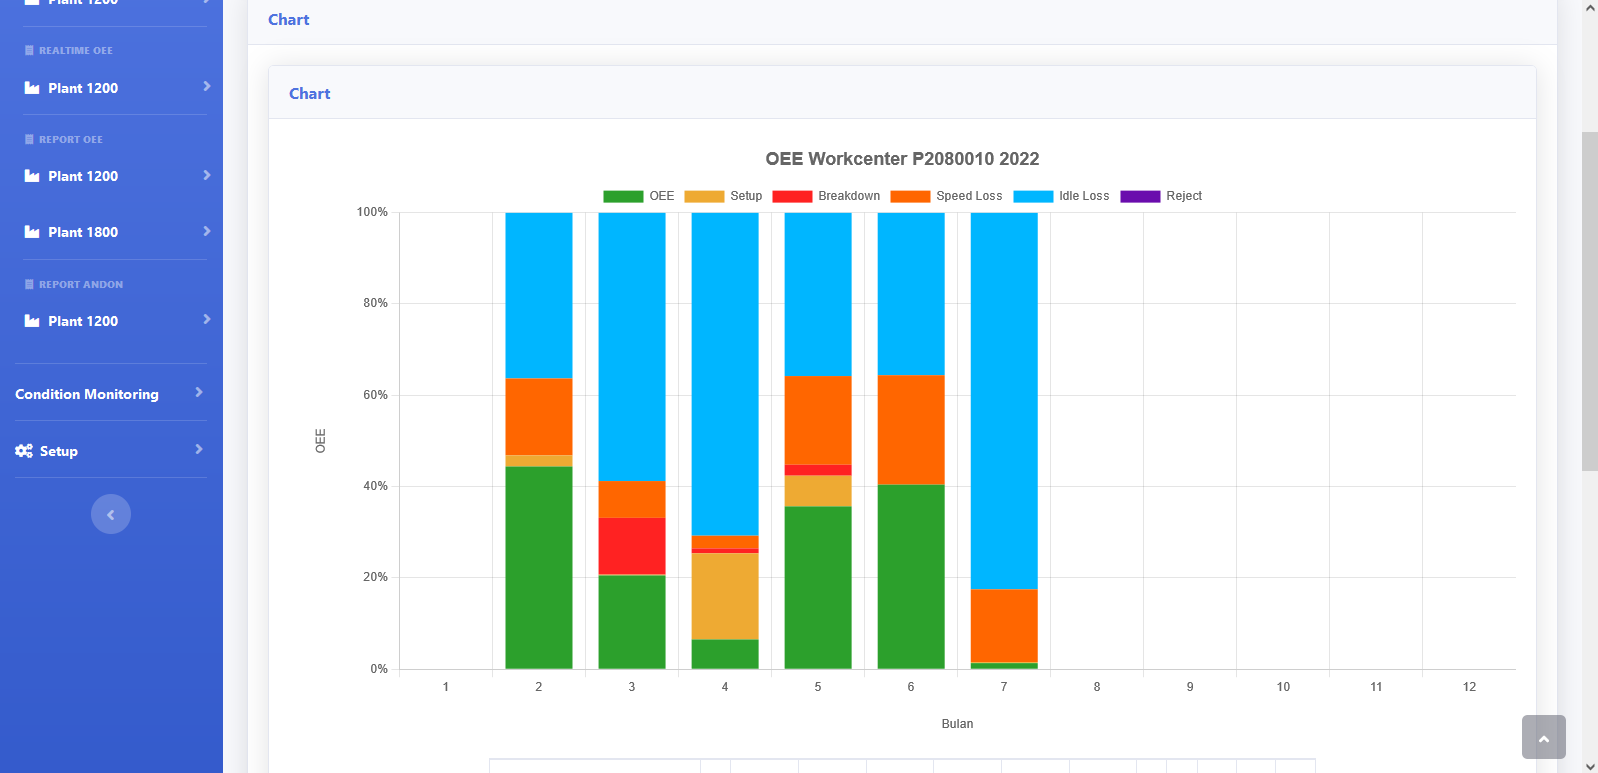 Plant 1200
REALTIME OEE
Plant 1200
REPORT OEE
Plant 1200
Plant 1800
REPORT ANDON
Plant 1200
Condition Monitoring
Setup
Chart
Chart
OEE Workcenter P2080010 2022
OEE Setup Breakdown Speed Loss Idle Loss Reject
100%
80%
60%
40%
20%
0%
OEE
1 2 3 4 5 6 7 8 9 10 11 12
Bulan